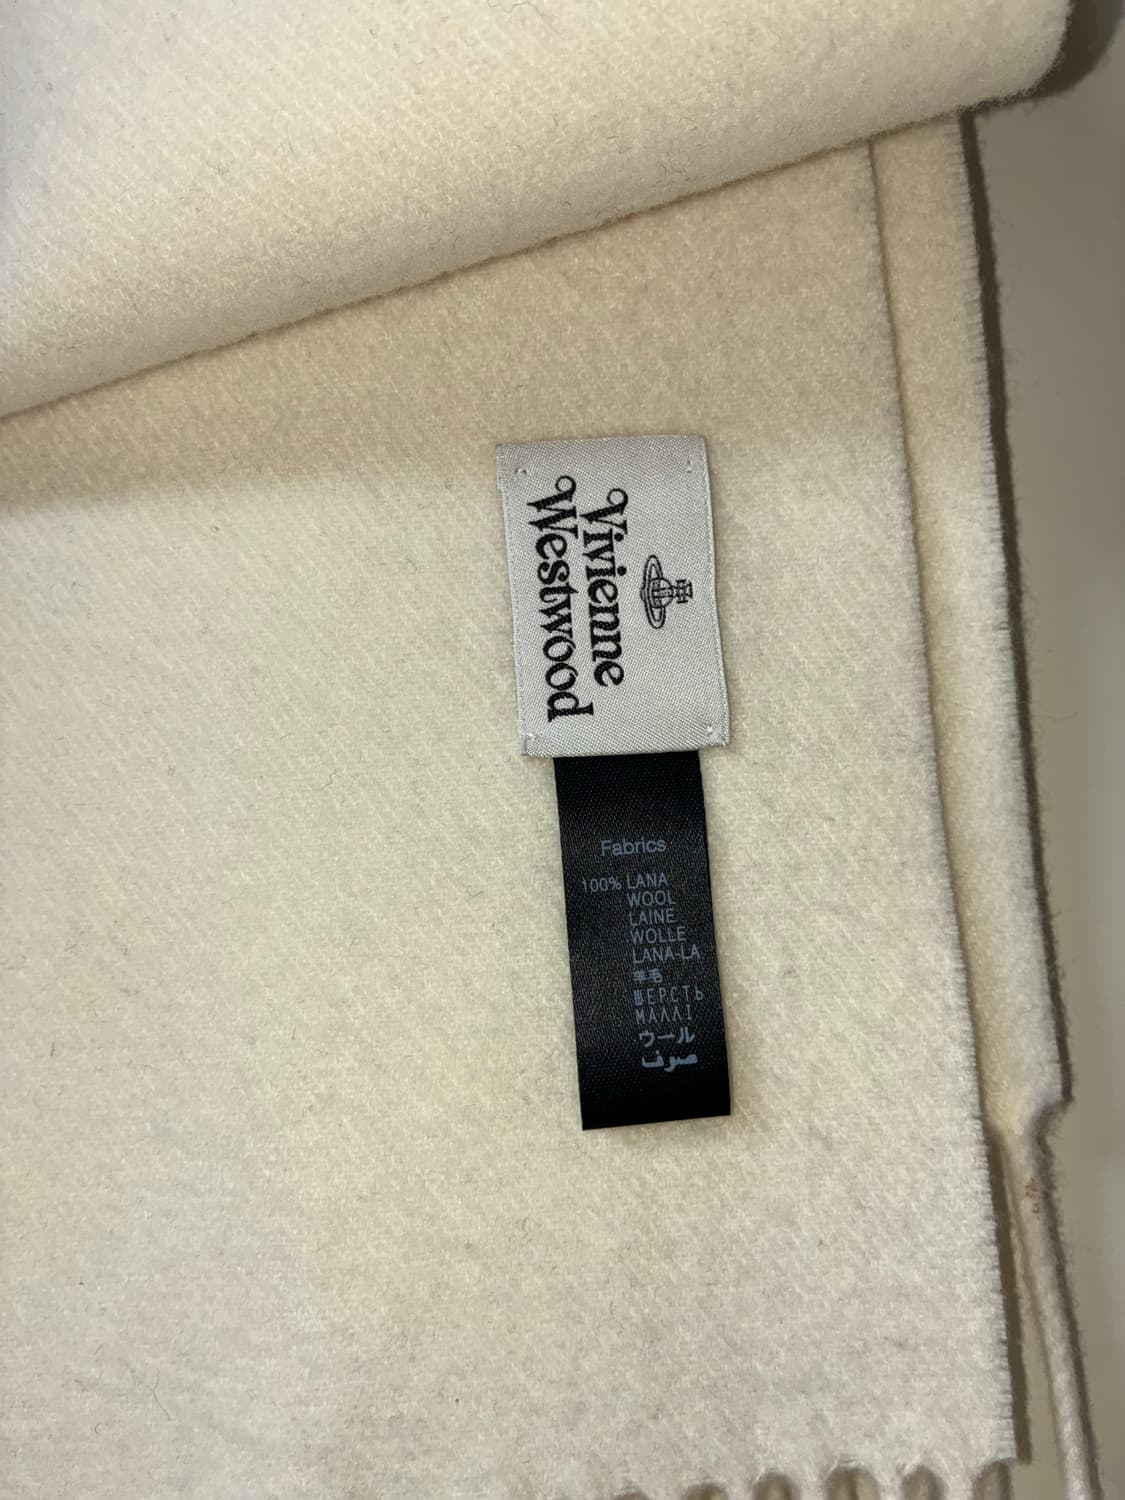 Vivienne
Westwood
Fabrics
100% LANA
WOOL
LAINE
WOLLE
LANA-LA
羊毛
ШЕРСТЬ
ΜΑΛΛΙ
ウール
صوف